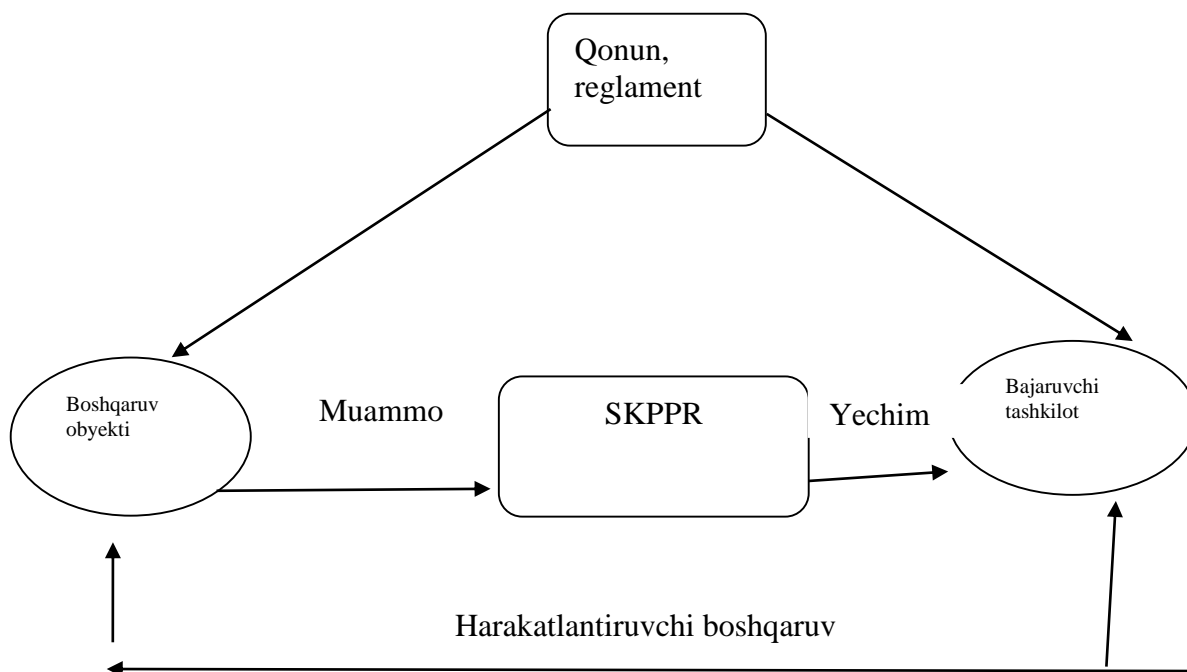 Qonun,
reglament
Boshqaruv
obyekti
Muammo
SKPPR
Yechim
Bajaruvchi
tashkilot
Harakatlantiruvchi boshqaruv